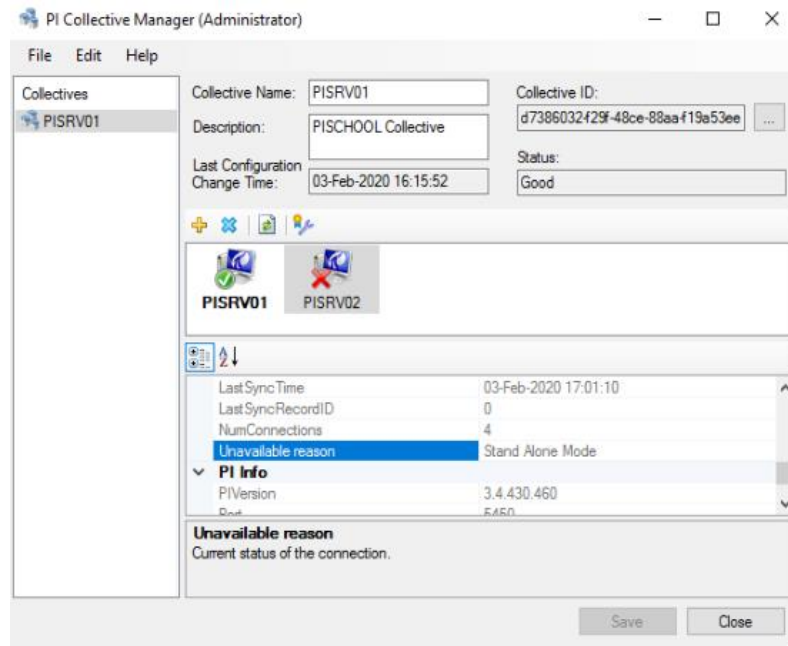 PI Collective Manager (Administrator)
File Edit Help
Collectives
PISRV01
Collective Name: PISRV01
Description: PISCHOOL Collective
Last Configuration
Change Time: 03-Feb-2020 16:15:52
Collective ID:
d7386032-f29f-48ce-88aa-f19a53ee
...
Status:
Good
PISRV01 PISRV02
LastSyncTime 03-Feb-2020 17:01:10
LastSyncRecordID 0
NumConnections 4
Unavailable reason Stand Alone Mode
PI Info
PIVersion 3.4.430.460
Port 5450
Unavailable reason
Current status of the connection.
Save Close